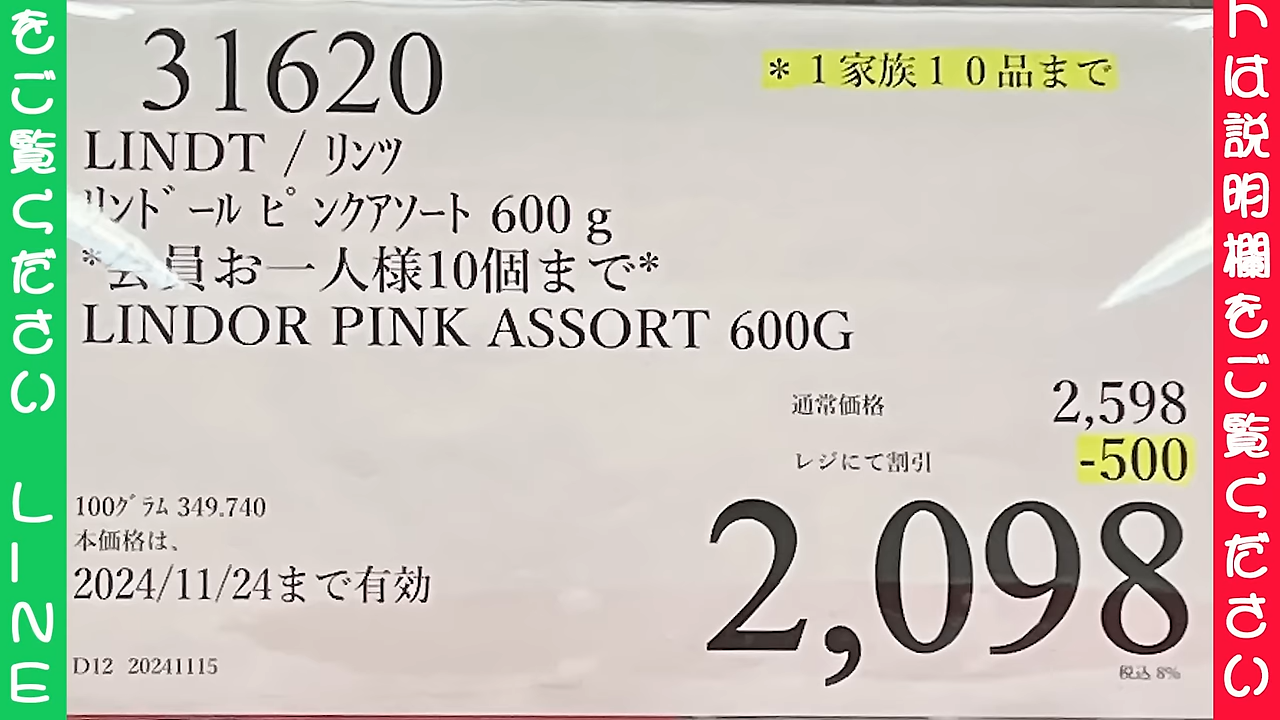 をご覧ください LINE
31620
*1家族10品まで
LINDT / リンツ
リンドール ピンクアソート 600 g
*会員お一人様10個まで*
LINDOR PINK ASSORT 600G
通常価格 2,598
レジにて割引 -500
2,098
税込 8%
100グラム 349.740
本価格は、
2024/11/24まで有効
D12 20241115
トは説明欄をご覧ください